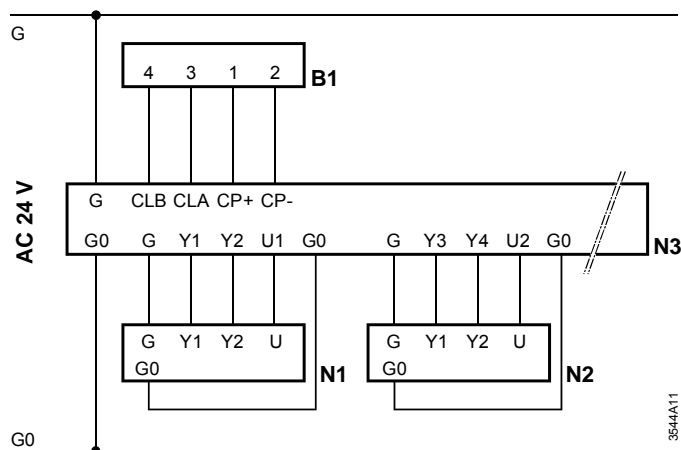 G
4 3 1 2
B1
AC 24 V
G CLB CLA CP+ CP-
G0 G Y1 Y2 U1 G0 G Y3 Y4 U2 G0
N3
G Y1 Y2 U
G0
N1
G Y1 Y2 U
G0
N2
G0
3544A11